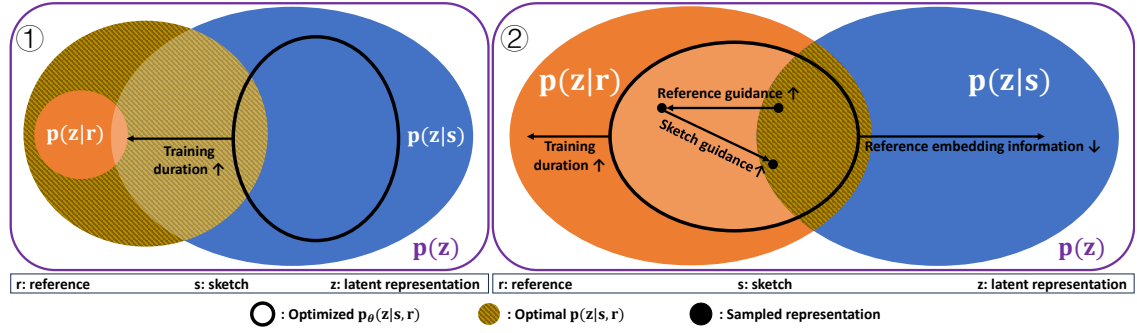 ①
p(z|r)
Training
duration ↑
p(z|s)
p(z)
r: reference s: sketch z: latent representation
②
p(z|r)
p(z|s)
Reference guidance ↑
Sketch guidance ↑
Training
duration ↑
Reference embedding information ↓
p(z)
r: reference s: sketch z: latent representation
: Optimized pθ(z|s, r) : Optimal p(z|s, r) : Sampled representation